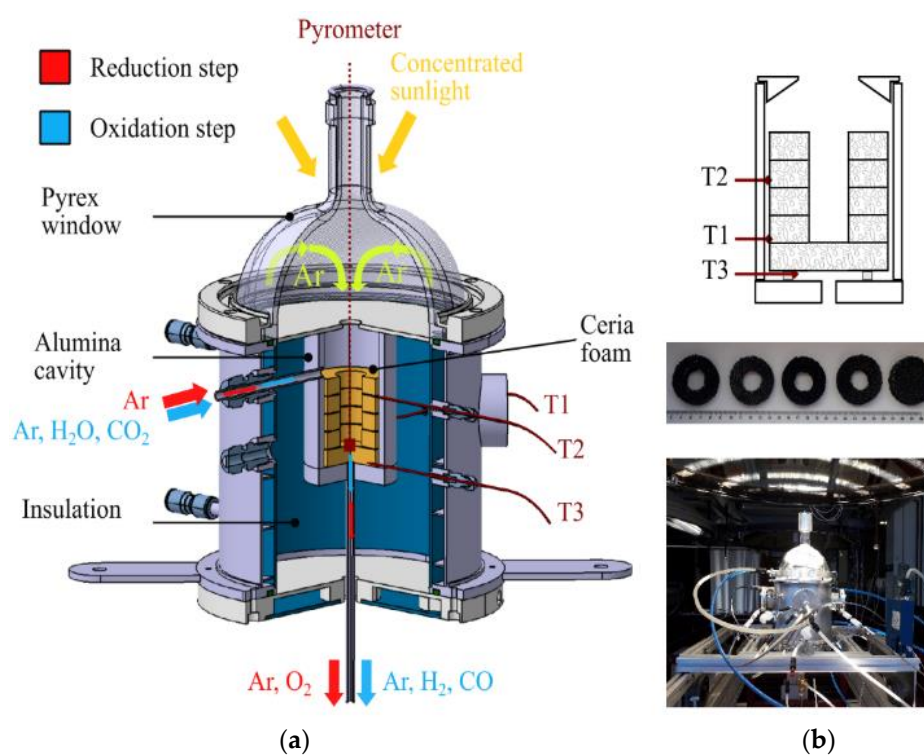 Pyrometer
Reduction step
Oxidation step
Concentrated
sunlight
Pyrex
window
Ar
Ar
Alumina
cavity
Ceria
foam
Ar
Ar, H₂O, CO₂
Insulation
T1
T2
T3
Ar, O₂
Ar, H₂, CO
(a)
T2
T1
T3
(b)